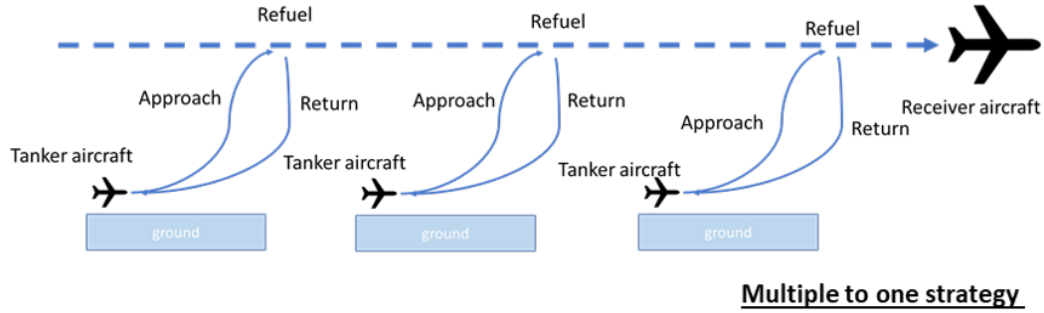 Refuel
Refuel
Refuel
Approach
Return
Approach
Return
Approach
Return
Receiver aircraft
Tanker aircraft
Tanker aircraft
Tanker aircraft
ground
ground
ground
Multiple to one strategy